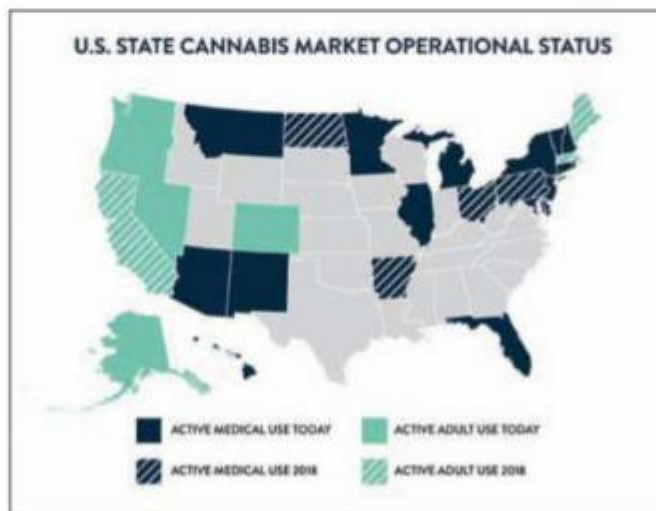 U.S. STATE CANNABIS MARKET OPERATIONAL STATUS
ACTIVE MEDICAL USE TODAY
ACTIVE ADULT USE TODAY
ACTIVE MEDICAL USE 2018
ACTIVE ADULT USE 2018